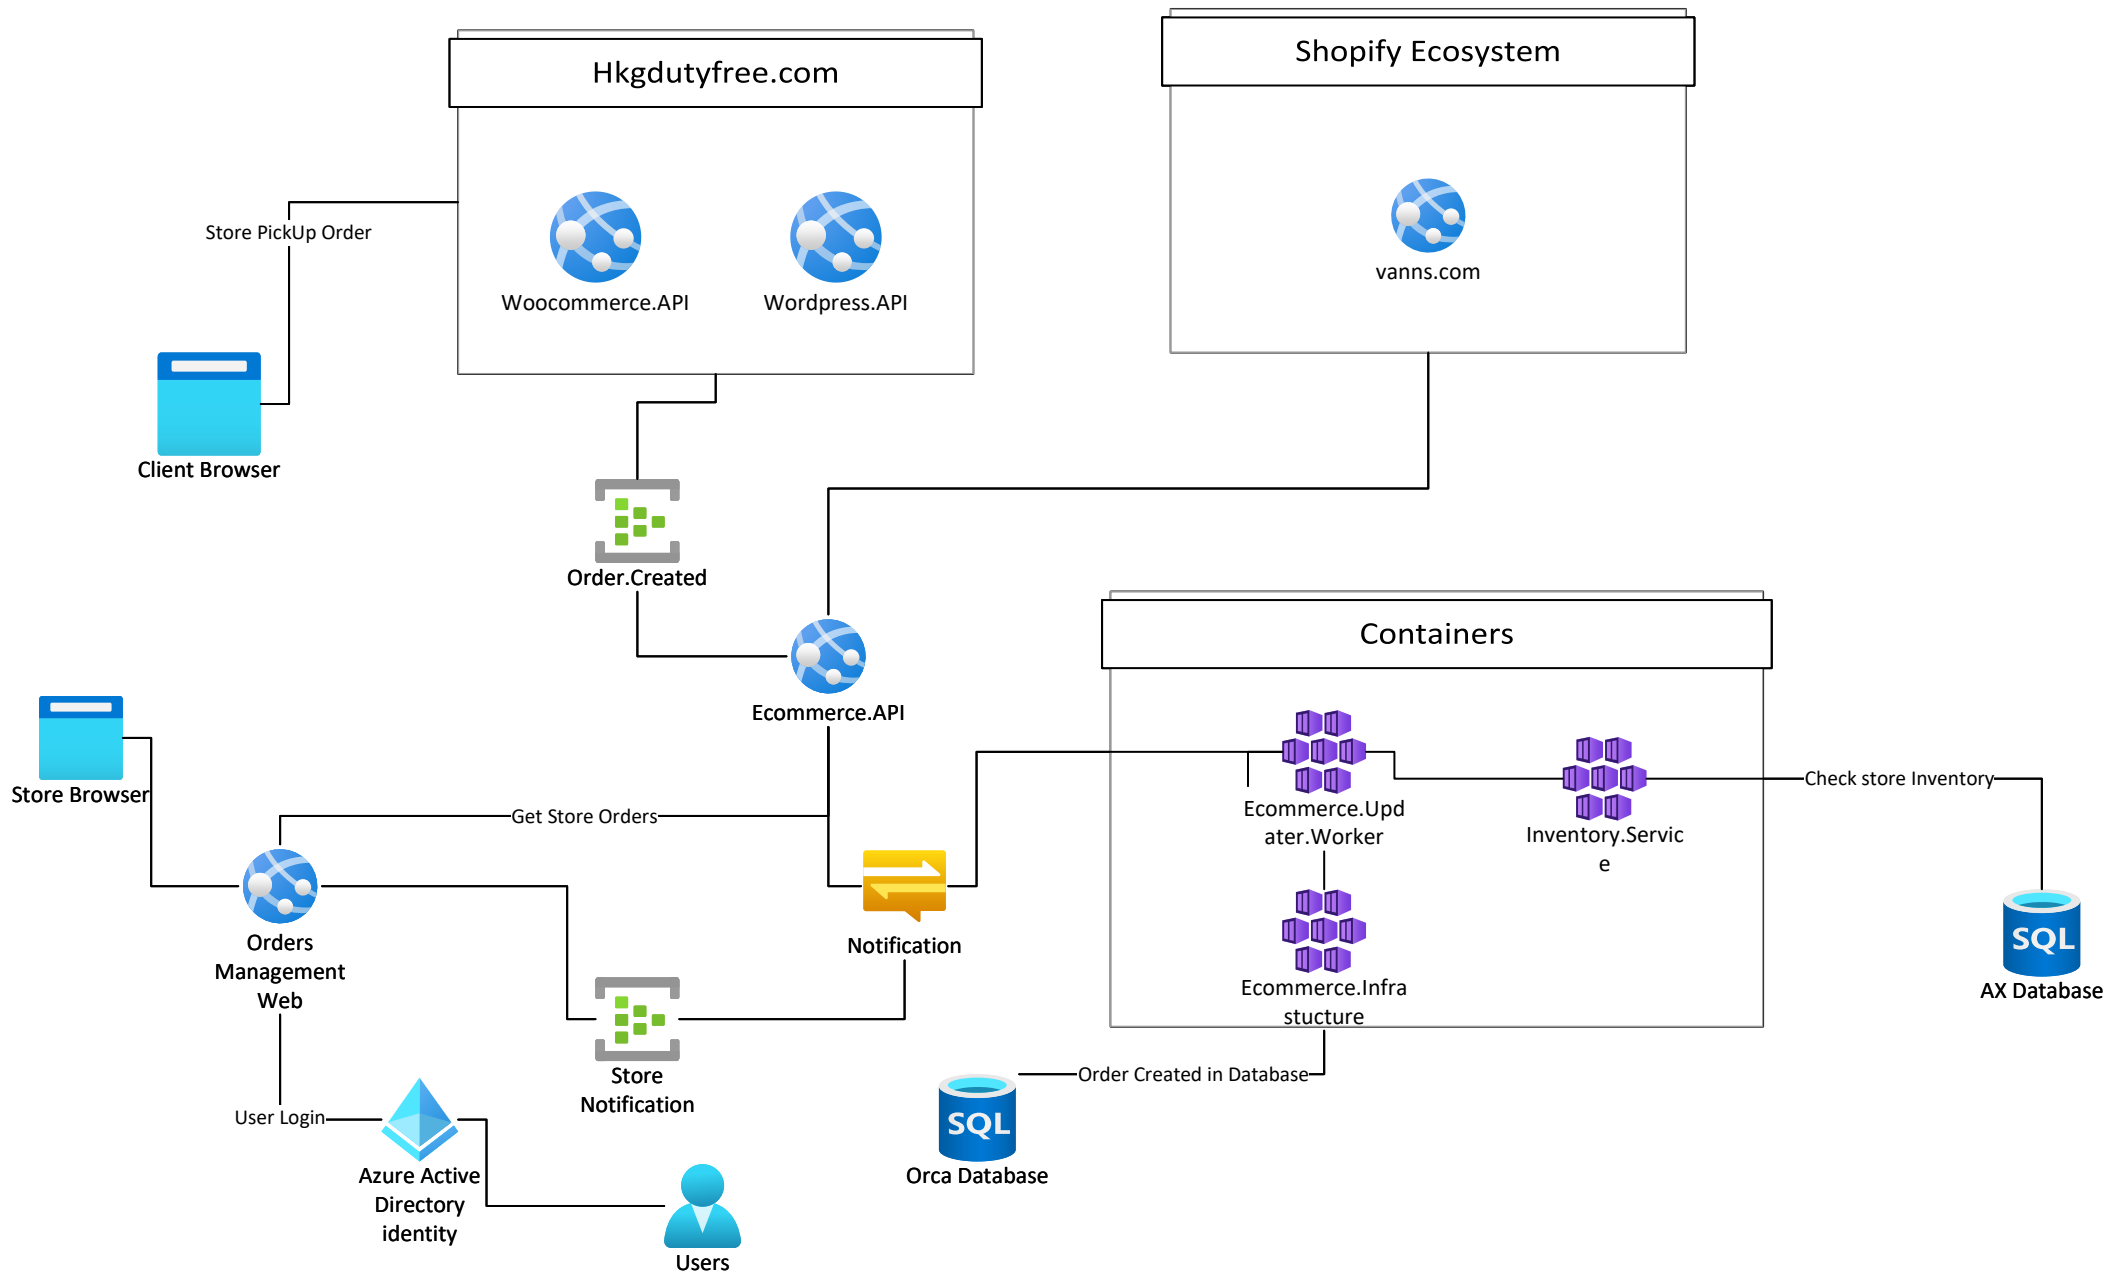 Hkgdutyfree.com
Shopify Ecosystem
Store PickUp Order
Woocommerce.API
Wordpress.API
vanns.com
Client Browser
Order.Created
Containers
Ecommerce.API
Store Browser
Get Store Orders
Ecommerce.Upd
ater.Worker
Inventory.Servic
e
Check store Inventory
Orders
Management
Web
Notification
Ecommerce.Infra
stucture
SQL
AX Database
Store
Notification
Order Created in Database
SQL
Orca Database
User Login
Azure Active
Directory
identity
Users